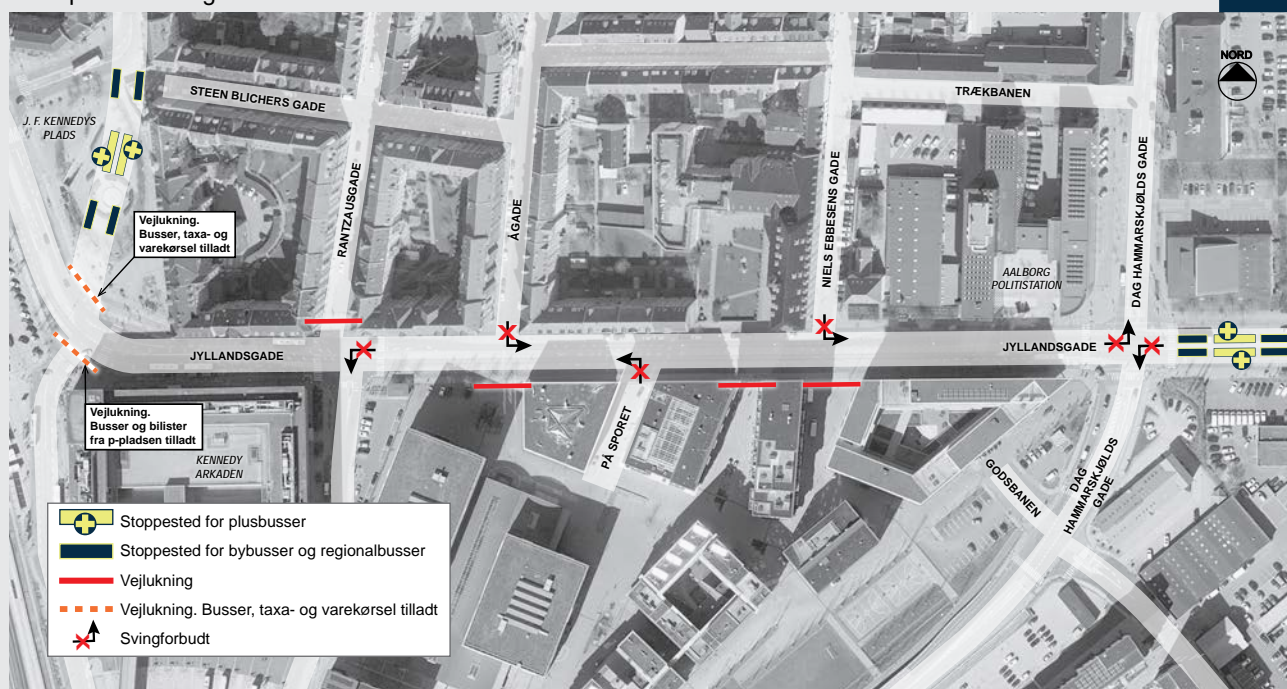 NORD
STEEN BLICHERS GADE
TRÆKBANEN
J. F. KENNEDYS
PLADS
RANTZAUSGADE
ÅGADE
NIELS EBBESENS GADE
DAG HAMMARSKJØLDS GADE
Vejlukning.
Busser, taxa- og
varekørsel tilladt
AALBORG
POLITISTATION
JYLLANDSGADE
JYLLANDSGADE
Vejlukning.
Busser og bilister
fra p-pladsen tilladt
KENNEDY
ARKADEN
PÅ SPORET
GODSBANEN
DAG
HAMMARSKJØLDS
GADE
Stoppested for plusbusser
Stoppested for bybusser og regionalbusser
Vejlukning
Vejlukning. Busser, taxa- og varekørsel tilladt
Svingforbudt